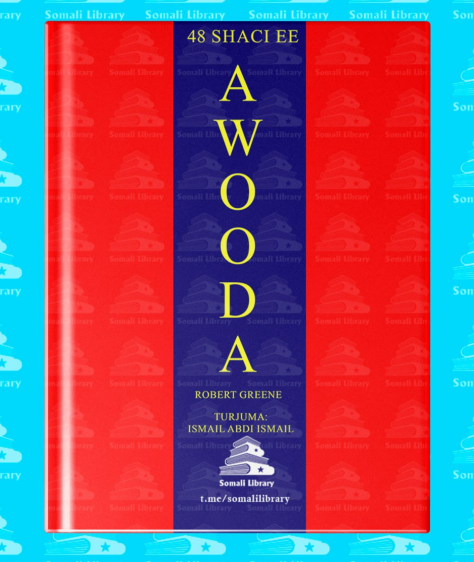 48 SHACI EE
A
W
O
O
D
A
ROBERT GREENE
TURJUMA:
ISMAIL ABDI ISMAIL
Somali Library
t.me/somalilibrary